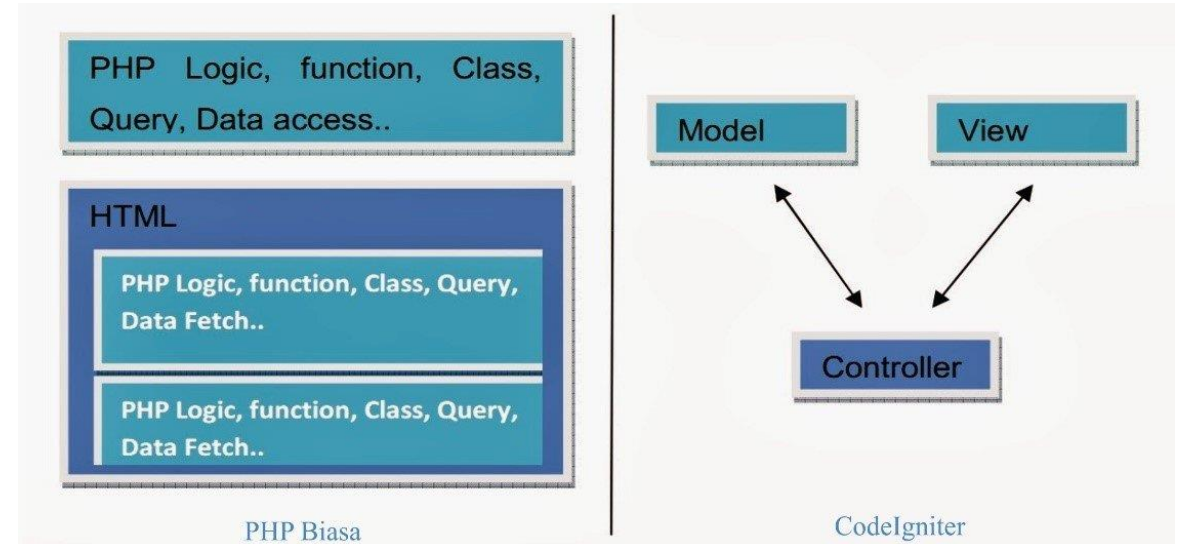 PHP Logic, function, Class,
Query, Data access..
HTML
PHP Logic, function, Class, Query,
Data Fetch..
PHP Logic, function, Class, Query,
Data Fetch..
PHP Biasa
Model
View
Controller
CodeIgniter